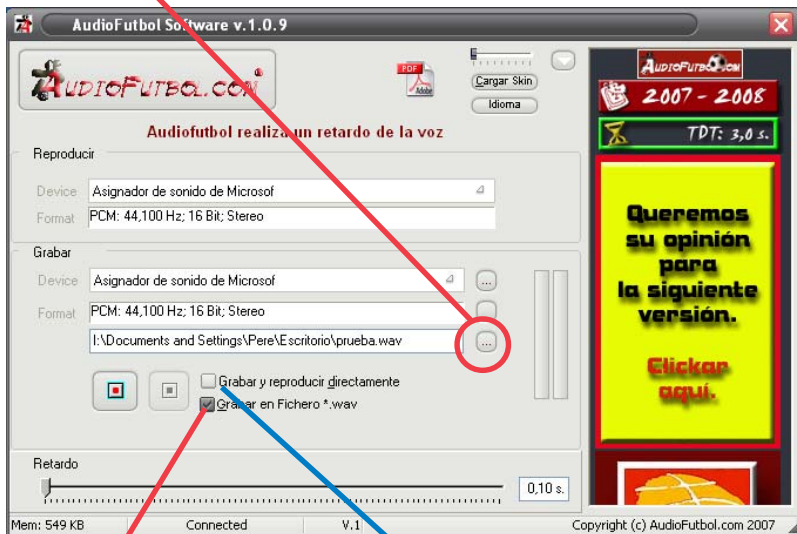 AudioFutbol Software v.1.0.9
AUDIOFUTBOL.COM
PDF
Adobe
Cargar Skin
Idioma
Audiofutbol realiza un retardo de la voz
Reproducir
Device Asignador de sonido de Microsof
Format PCM: 44,100 Hz; 16 Bit; Stereo
Grabar
Device Asignador de sonido de Microsof ...
Format PCM: 44,100 Hz; 16 Bit; Stereo
I:\Documents and Settings\Pere\Escritorio\prueba.wav ...
Grabar y reproducir directamente
Grabar en Fichero *.wav
Retardo
0,10 s.
Mem: 549 KB Connected V.1 Copyright (c) AudioFutbol.com 2007
AUDIOFUTBOL.COM
2007 - 2008
TDT: 3,0 s.
Queremos
su opinión
para
la siguiente
versión.
Clickar
aquí.